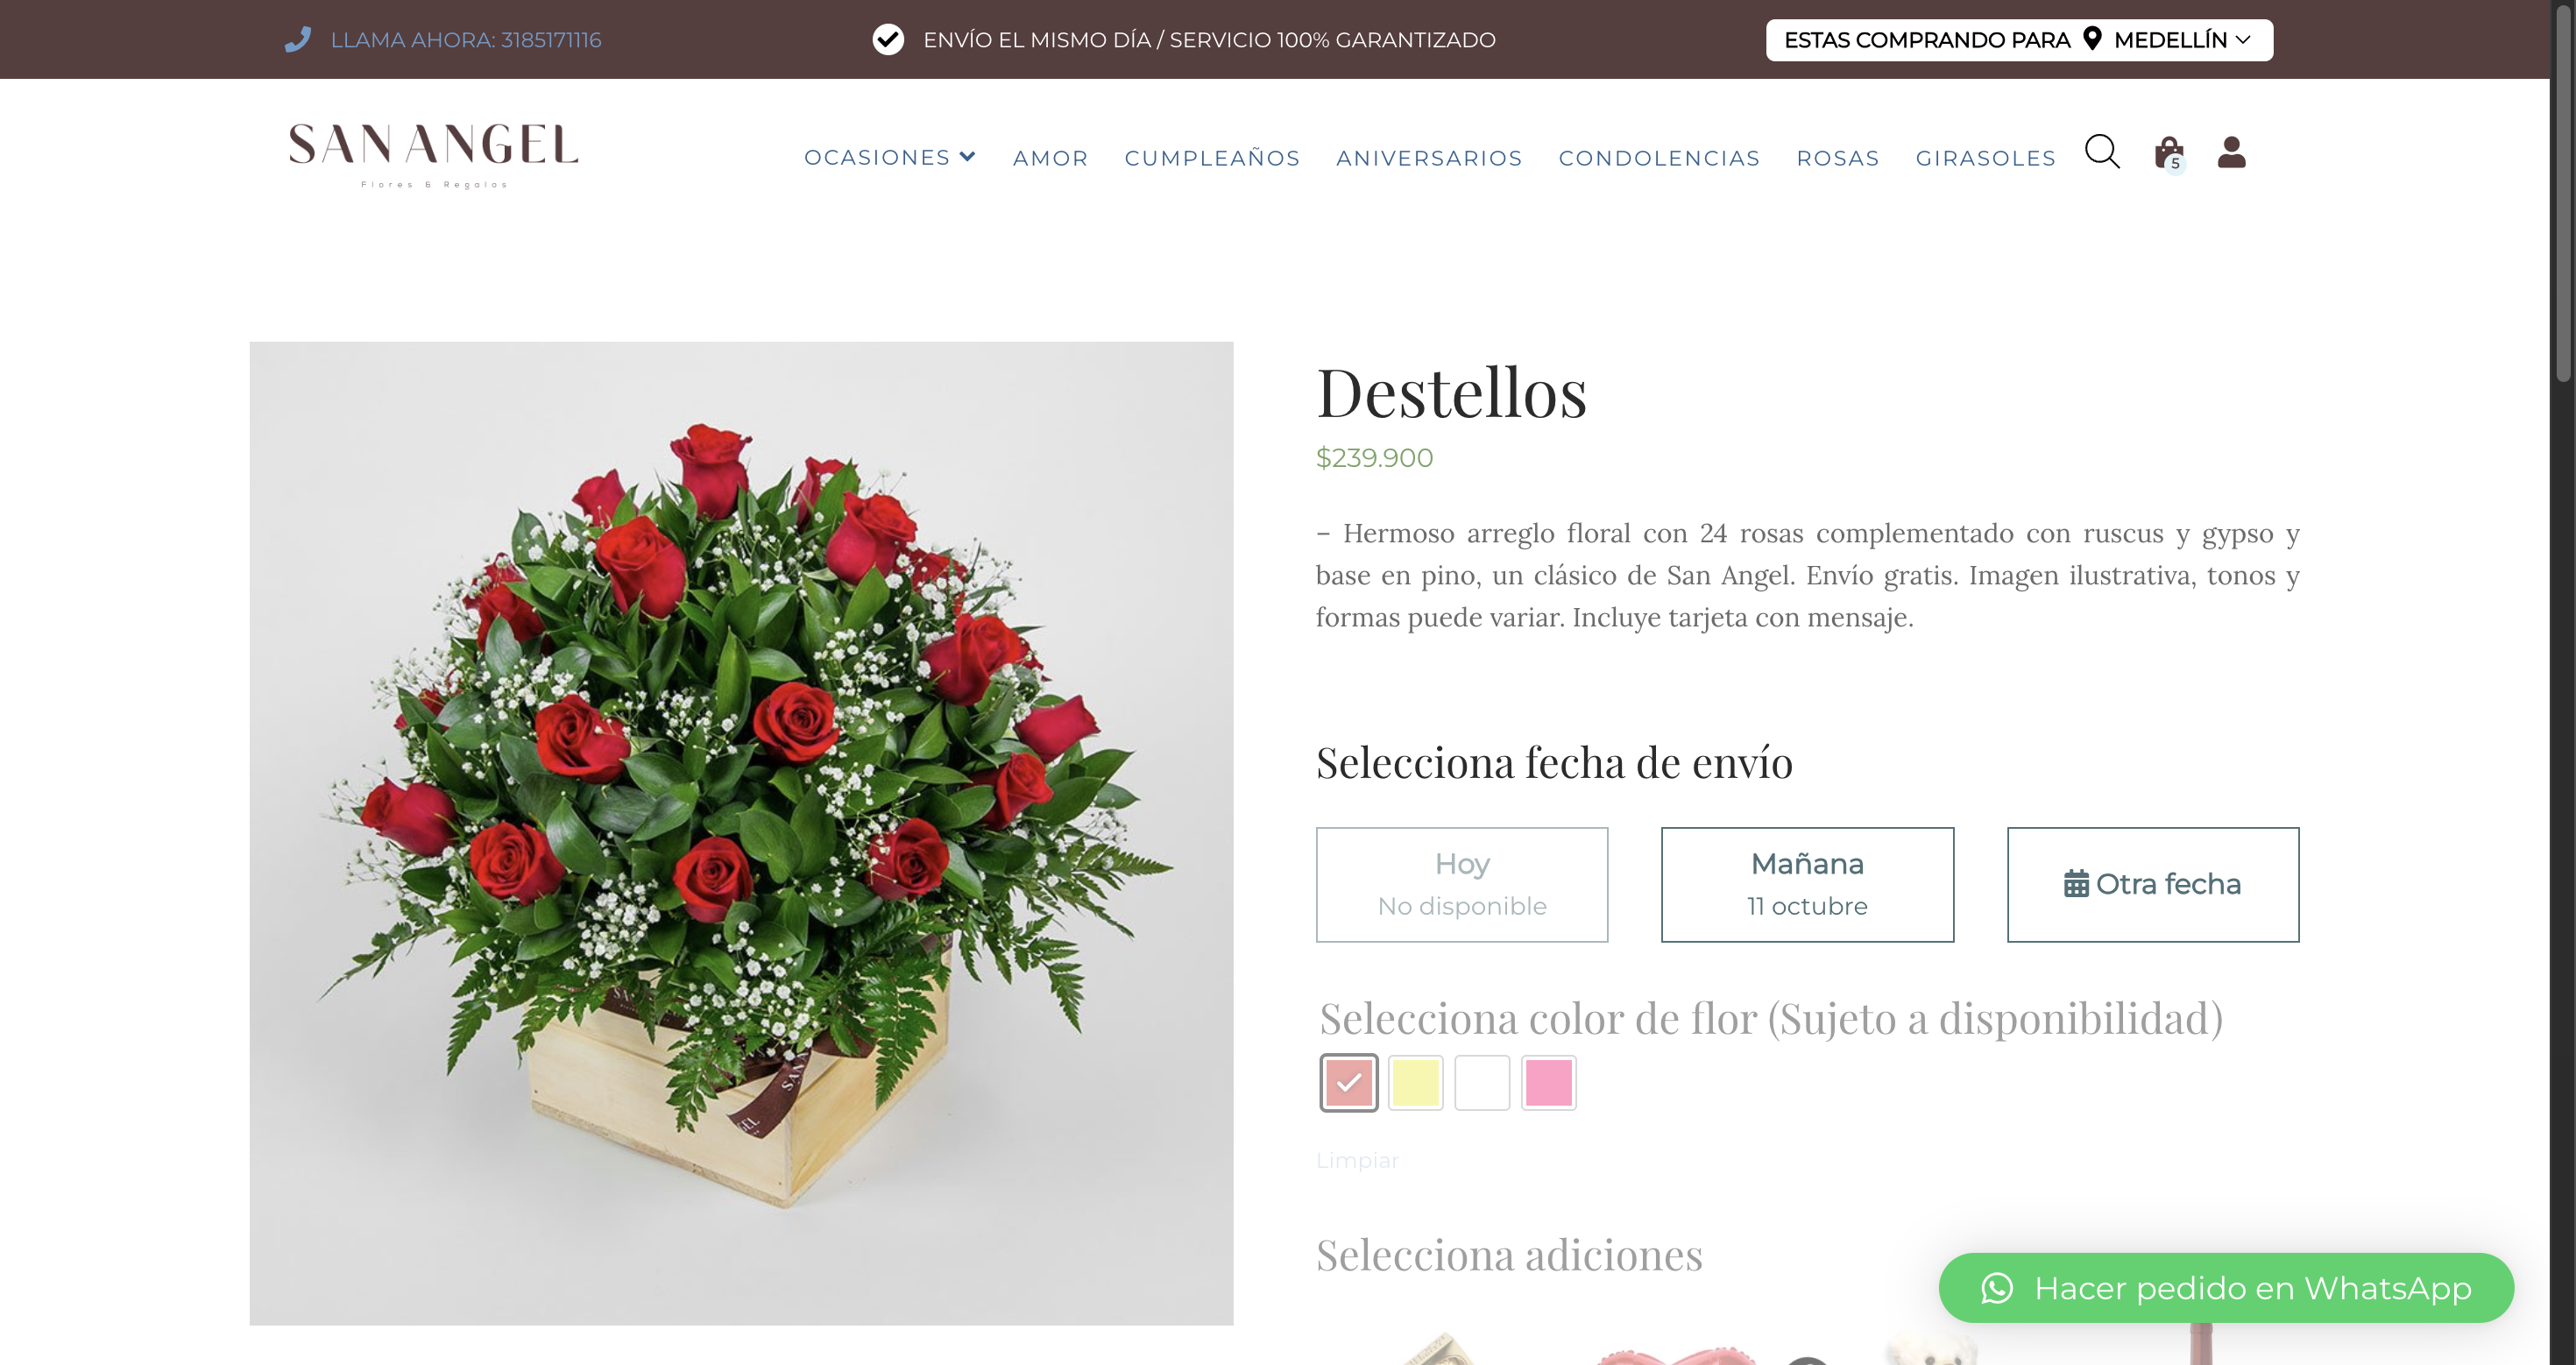 LLAMA AHORA: 3185171116
ENVÍO EL MISMO DÍA / SERVICIO 100% GARANTIZADO
ESTAS COMPRANDO PARA MEDELLÍN
SAN ANGEL
Flores & Regalos
OCASIONES
AMOR
CUMPLEAÑOS
ANIVERSARIOS
CONDOLENCIAS
ROSAS
GIRASOLES
5
Destellos
$239.900
– Hermoso arreglo floral con 24 rosas complementado con ruscus y gypso y
base en pino, un clásico de San Angel. Envío gratis. Imagen ilustrativa, tonos y
formas puede variar. Incluye tarjeta con mensaje.
Selecciona fecha de envío
Hoy
No disponible
Mañana
11 octubre
Otra fecha
Selecciona color de flor (Sujeto a disponibilidad)
Limpiar
Selecciona adiciones
Hacer pedido en WhatsApp